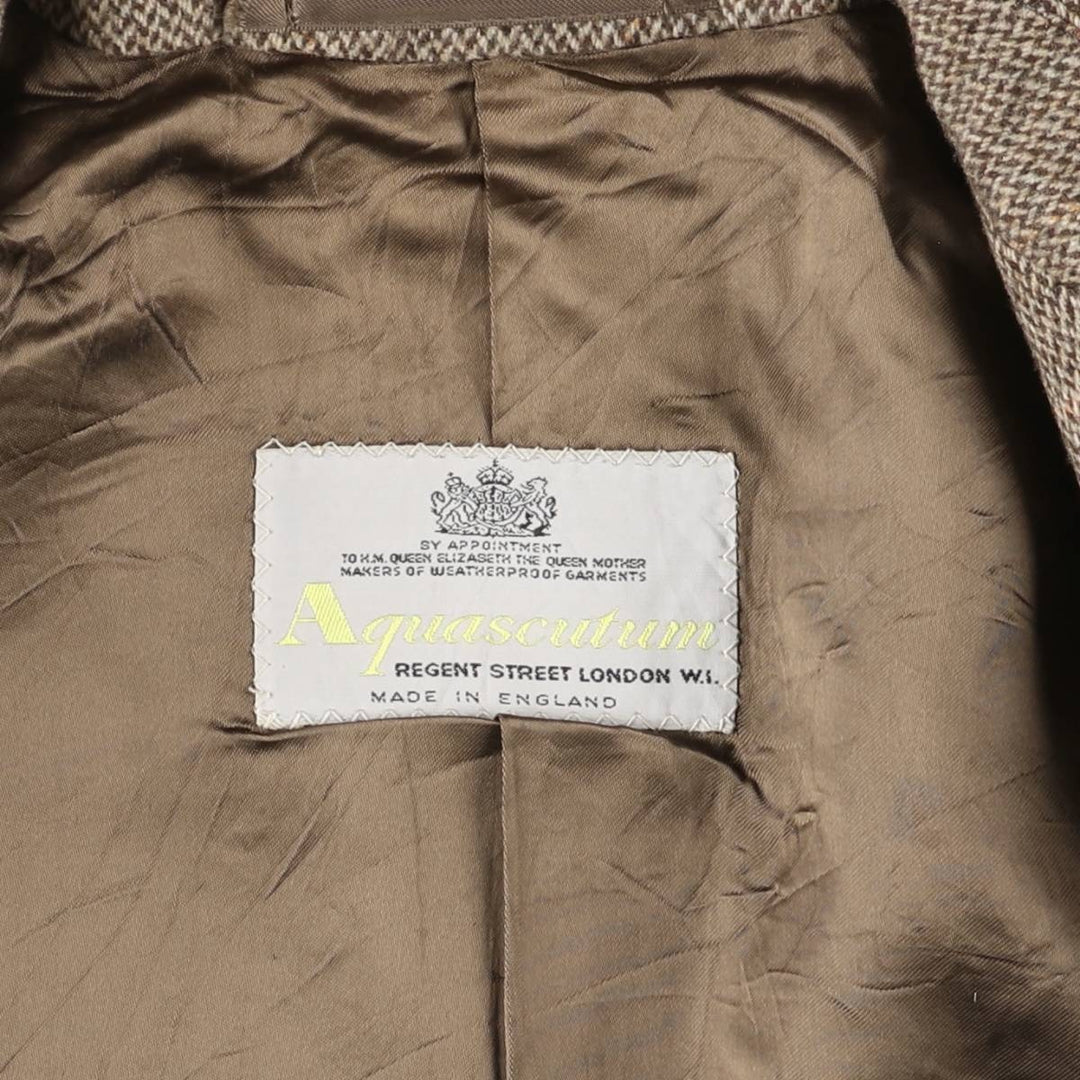 BY APPOINTMENT
TO H.M. QUEEN ELIZABETH THE QUEEN MOTHER
MAKERS OF WEATHERPROOF GARMENTS
Aquascutum
REGENT STREET LONDON W.I.
MADE IN ENGLAND